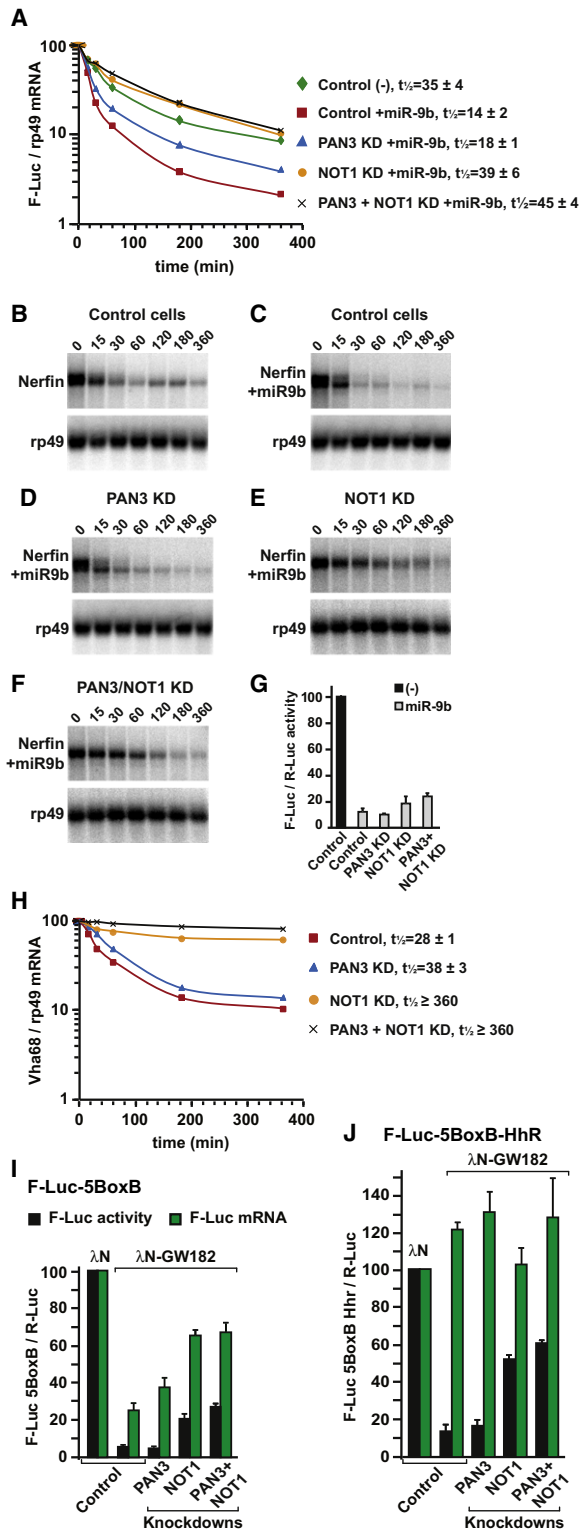 A
F-Luc / rp49 mRNA
100
10
1
0 100 200 300 400
time (min)
Control (-), t½=35 ± 4
Control +miR-9b, t½=14 ± 2
PAN3 KD +miR-9b, t½=18 ± 1
NOT1 KD +miR-9b, t½=39 ± 6
PAN3 + NOT1 KD +miR-9b, t½=45 ± 4
B
Control cells
0 15 30 60 120 180 360
Nerfin
rp49
C
Control cells
0 15 30 60 120 180 360
Nerfin
+miR9b
rp49
D
PAN3 KD
0 15 30 60 120 180 360
Nerfin
+miR9b
rp49
E
NOT1 KD
0 15 30 60 120 180 360
Nerfin
+miR9b
rp49
F
PAN3/NOT1 KD
0 15 30 60 120 180 360
Nerfin
+miR9b
rp49
G
F-Luc / R-Luc activity
100
80
60
40
20
0
(-)
miR-9b
Control
Control
PAN3 KD
NOT1 KD
PAN3+
NOT1 KD
H
Vha68 / rp49 mRNA
100
10
1
0 100 200 300 400
time (min)
Control, t½=28 ± 1
PAN3 KD, t½=38 ± 3
NOT1 KD, t½ ≥ 360
PAN3 + NOT1 KD, t½ ≥ 360
I
F-Luc-5BoxB
F-Luc activity
F-Luc mRNA
λN
λN-GW182
F-Luc 5BoxB / R-Luc
100
80
60
40
20
0
Control
PAN3
NOT1
PAN3+
NOT1
Knockdowns
J
F-Luc-5BoxB-HhR
λN-GW182
λN
F-Luc 5BoxB Hhr / R-Luc
140
120
100
80
60
40
20
0
Control
PAN3
NOT1
PAN3+
NOT1
Knockdowns